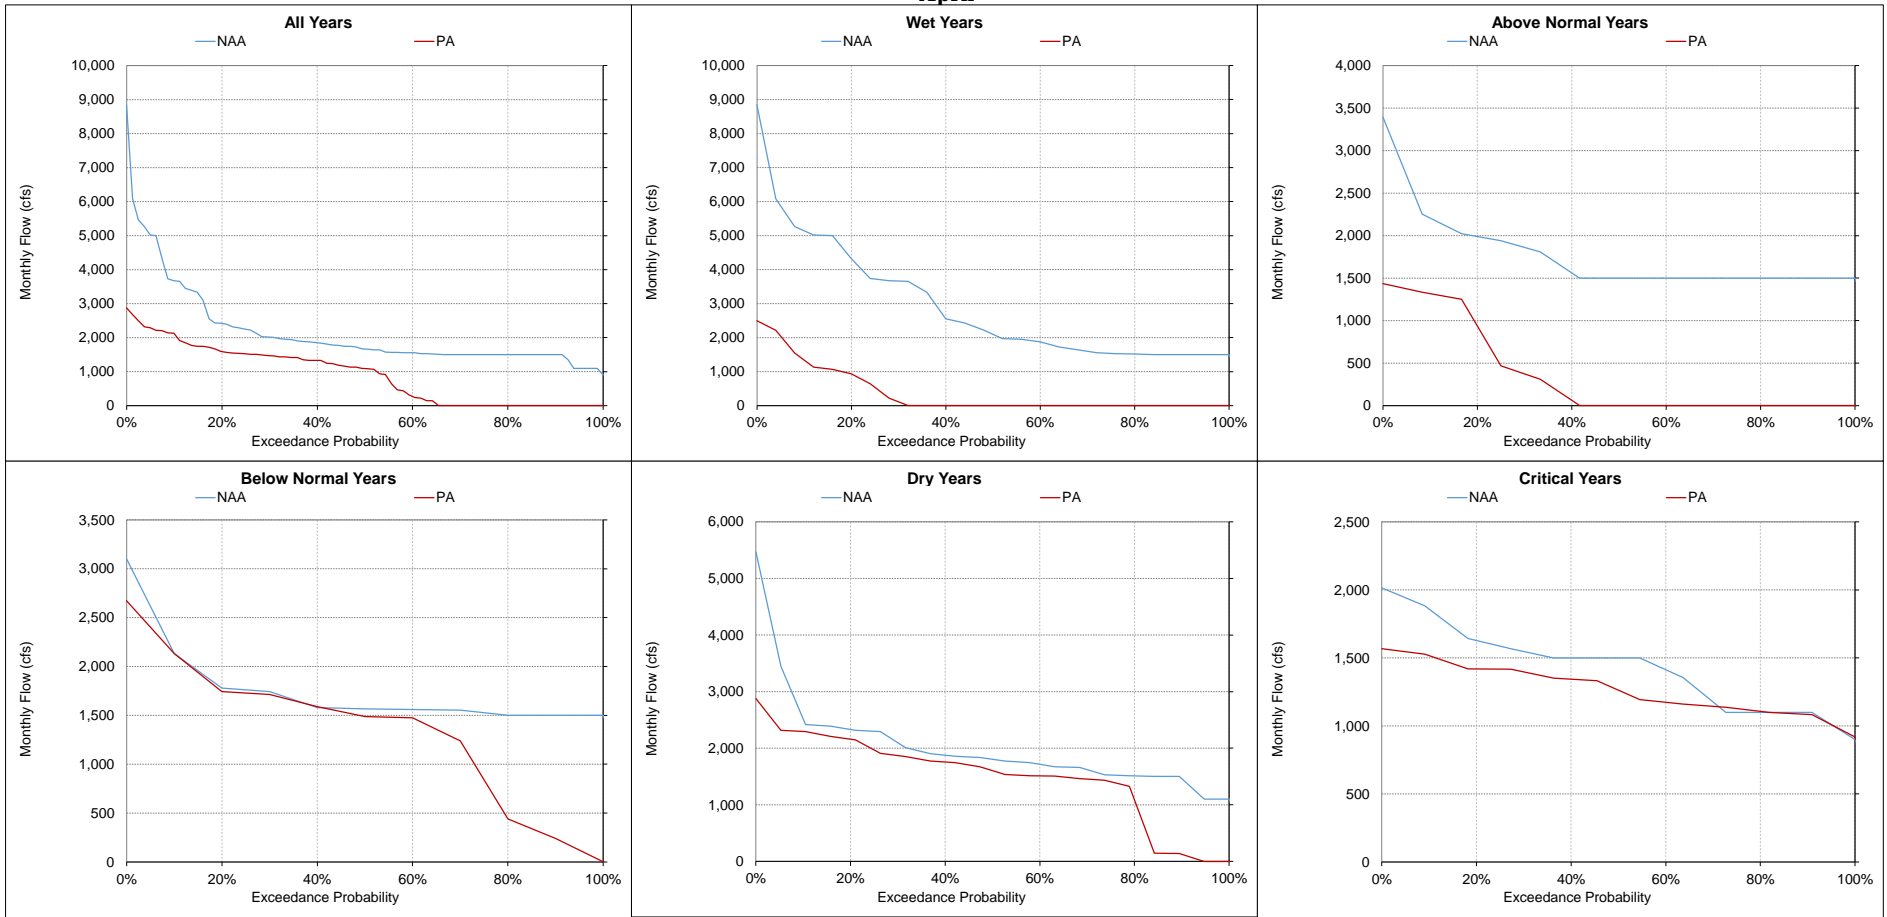 All Years
NAA PA
10,000
9,000
8,000
7,000
6,000
5,000
4,000
3,000
2,000
1,000
0
Monthly Flow (cfs)
0% 20% 40% 60% 80% 100%
Exceedance Probability
Wet Years
NAA PA
10,000
9,000
8,000
7,000
6,000
5,000
4,000
3,000
2,000
1,000
0
Monthly Flow (cfs)
0% 20% 40% 60% 80% 100%
Exceedance Probability
Above Normal Years
NAA PA
4,000
3,500
3,000
2,500
2,000
1,500
1,000
500
0
Monthly Flow (cfs)
0% 20% 40% 60% 80% 100%
Exceedance Probability
Below Normal Years
NAA PA
3,500
3,000
2,500
2,000
1,500
1,000
500
0
Monthly Flow (cfs)
0% 20% 40% 60% 80% 100%
Exceedance Probability
Dry Years
NAA PA
6,000
5,000
4,000
3,000
2,000
1,000
0
Monthly Flow (cfs)
0% 20% 40% 60% 80% 100%
Exceedance Probability
Critical Years
NAA PA
2,500
2,000
1,500
1,000
500
0
Monthly Flow (cfs)
0% 20% 40% 60% 80% 100%
Exceedance Probability